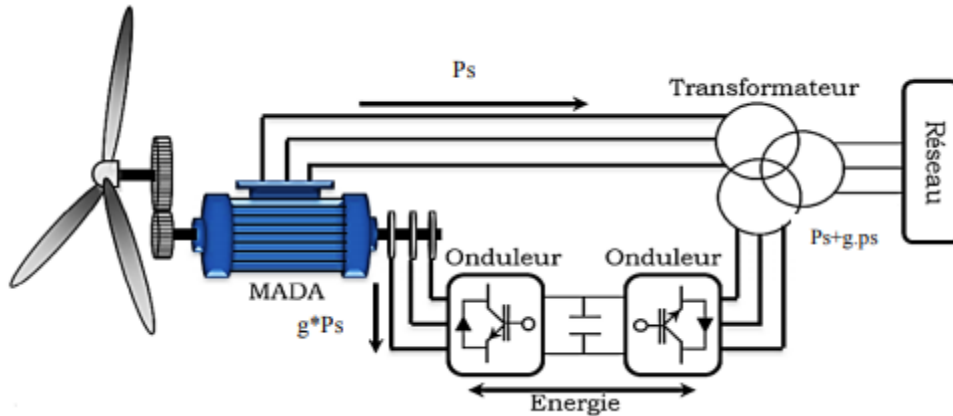 Ps
Transformateur
Réseau
Ps+g.ps
Onduleur
Onduleur
MADA
g*Ps
Energie